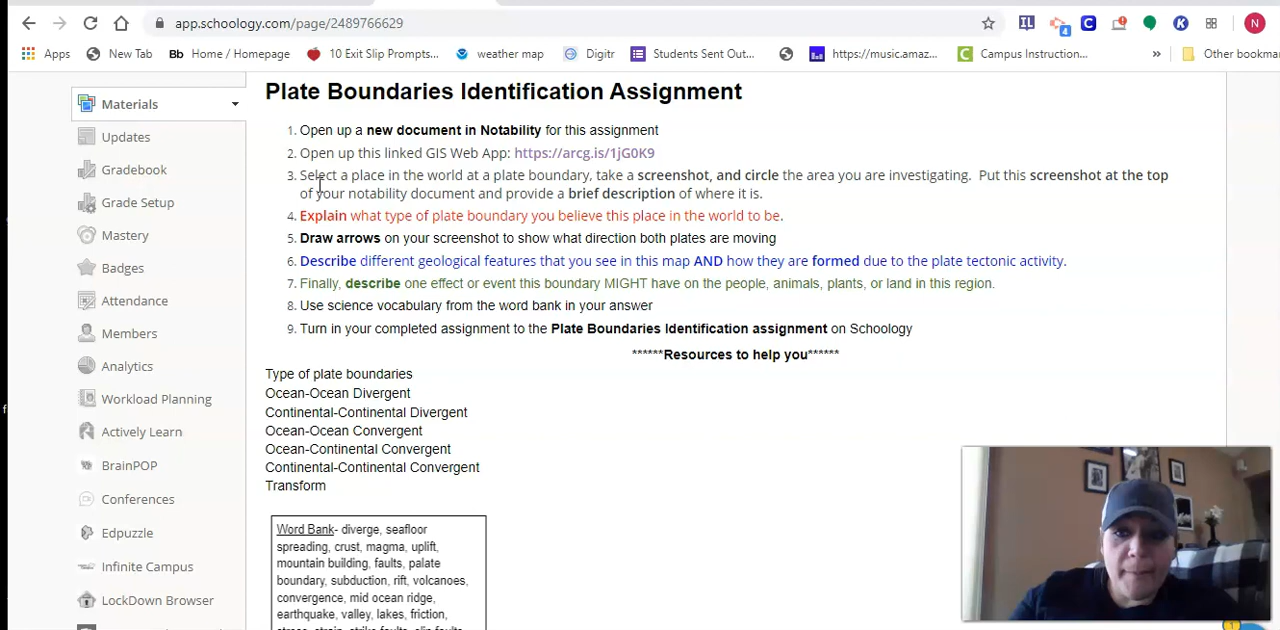 app.schoology.com/page/2489766629
IL
4
C
K
N
Apps
New Tab
Bb Home / Homepage
10 Exit Slip Prompts...
weather mapility
Digitr
Students Sent Out...
https://music.amaz...
Campus Instruction...
»
Other bookma
Materials
Updates
Gradebook
Grade Setup
Mastery
Badges
Attendance
Members
Analytics
Workload Planning
Actively Learn
BrainPOP
Conferences
Edpuzzle
Infinite Campus
LockDown Browser
Plate Boundaries Identification Assignment
1. Open up a new document in Notability for this assignment
2. Open up this linked GIS Web App: https://arcg.is/1jG0K9
3. Select a place in the world at a plate boundary, take a screenshot, and circle the area you are investigating. Put this screenshot at the top
of your notability document and provide a brief description of where it is.
4. Explain what type of plate boundary you believe this place in the world to be.
5. Draw arrows on your screenshot to show what direction both plates are moving
6. Describe different geological features that you see in this map AND how they are formed due to the plate tectonic activity.
7. Finally, describe one effect or event this boundary MIGHT have on the people, animals, plants, or land in this region.
8. Use science vocabulary from the word bank in your answer
9. Turn in your completed assignment to the Plate Boundaries Identification assignment on Schoology
******Resources to help you******
Type of plate boundaries
Ocean-Ocean Divergent
Continental-Continental Divergent
Ocean-Ocean Convergent
Ocean-Continental Convergent
Continental-Continental Convergent
Transform
Word Bank- diverge, seafloor
spreading, crust, magma, uplift,
mountain building, faults, palate
boundary, subduction, rift, volcanoes,
convergence, mid ocean ridge,
earthquake, valley, lakes, friction,
stress, strain, strike faults, slip faults